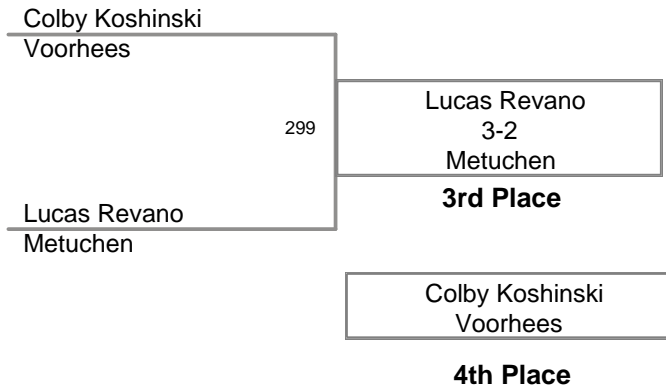 Colby Koshinski
Voorhees
299
Lucas Revano
3-2
Metuchen
3rd Place
Lucas Revano
Metuchen
Colby Koshinski
Voorhees
4th Place